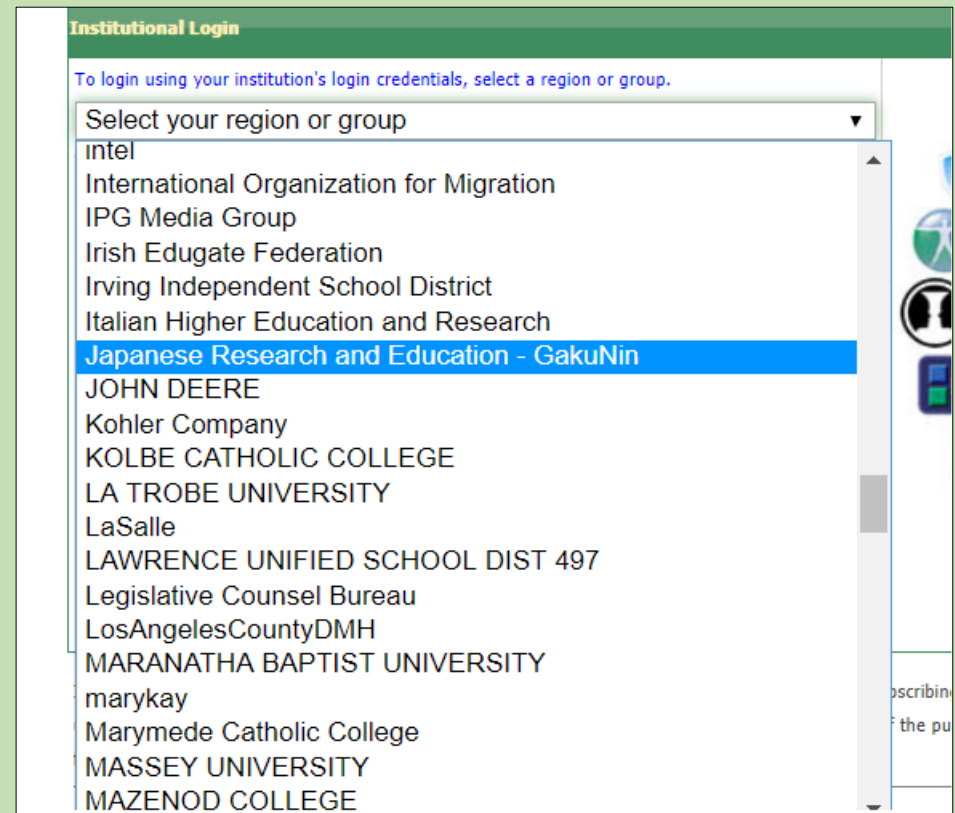 Institutional Login
To login using your institution's login credentials, select a region or group.
Select your region or group
intel
International Organization for Migration
IPG Media Group
Irish Edugate Federation
Irving Independent School District
Italian Higher Education and Research
Japanese Research and Education - GakuNin
JOHN DEERE
Kohler Company
KOLBE CATHOLIC COLLEGE
LA TROBE UNIVERSITY
LaSalle
LAWRENCE UNIFIED SCHOOL DIST 497
Legislative Counsel Bureau
LosAngelesCountyDMH
MARANATHA BAPTIST UNIVERSITY
marykay
Marymede Catholic College
MASSEY UNIVERSITY
MAZENOD COLLEGE
the